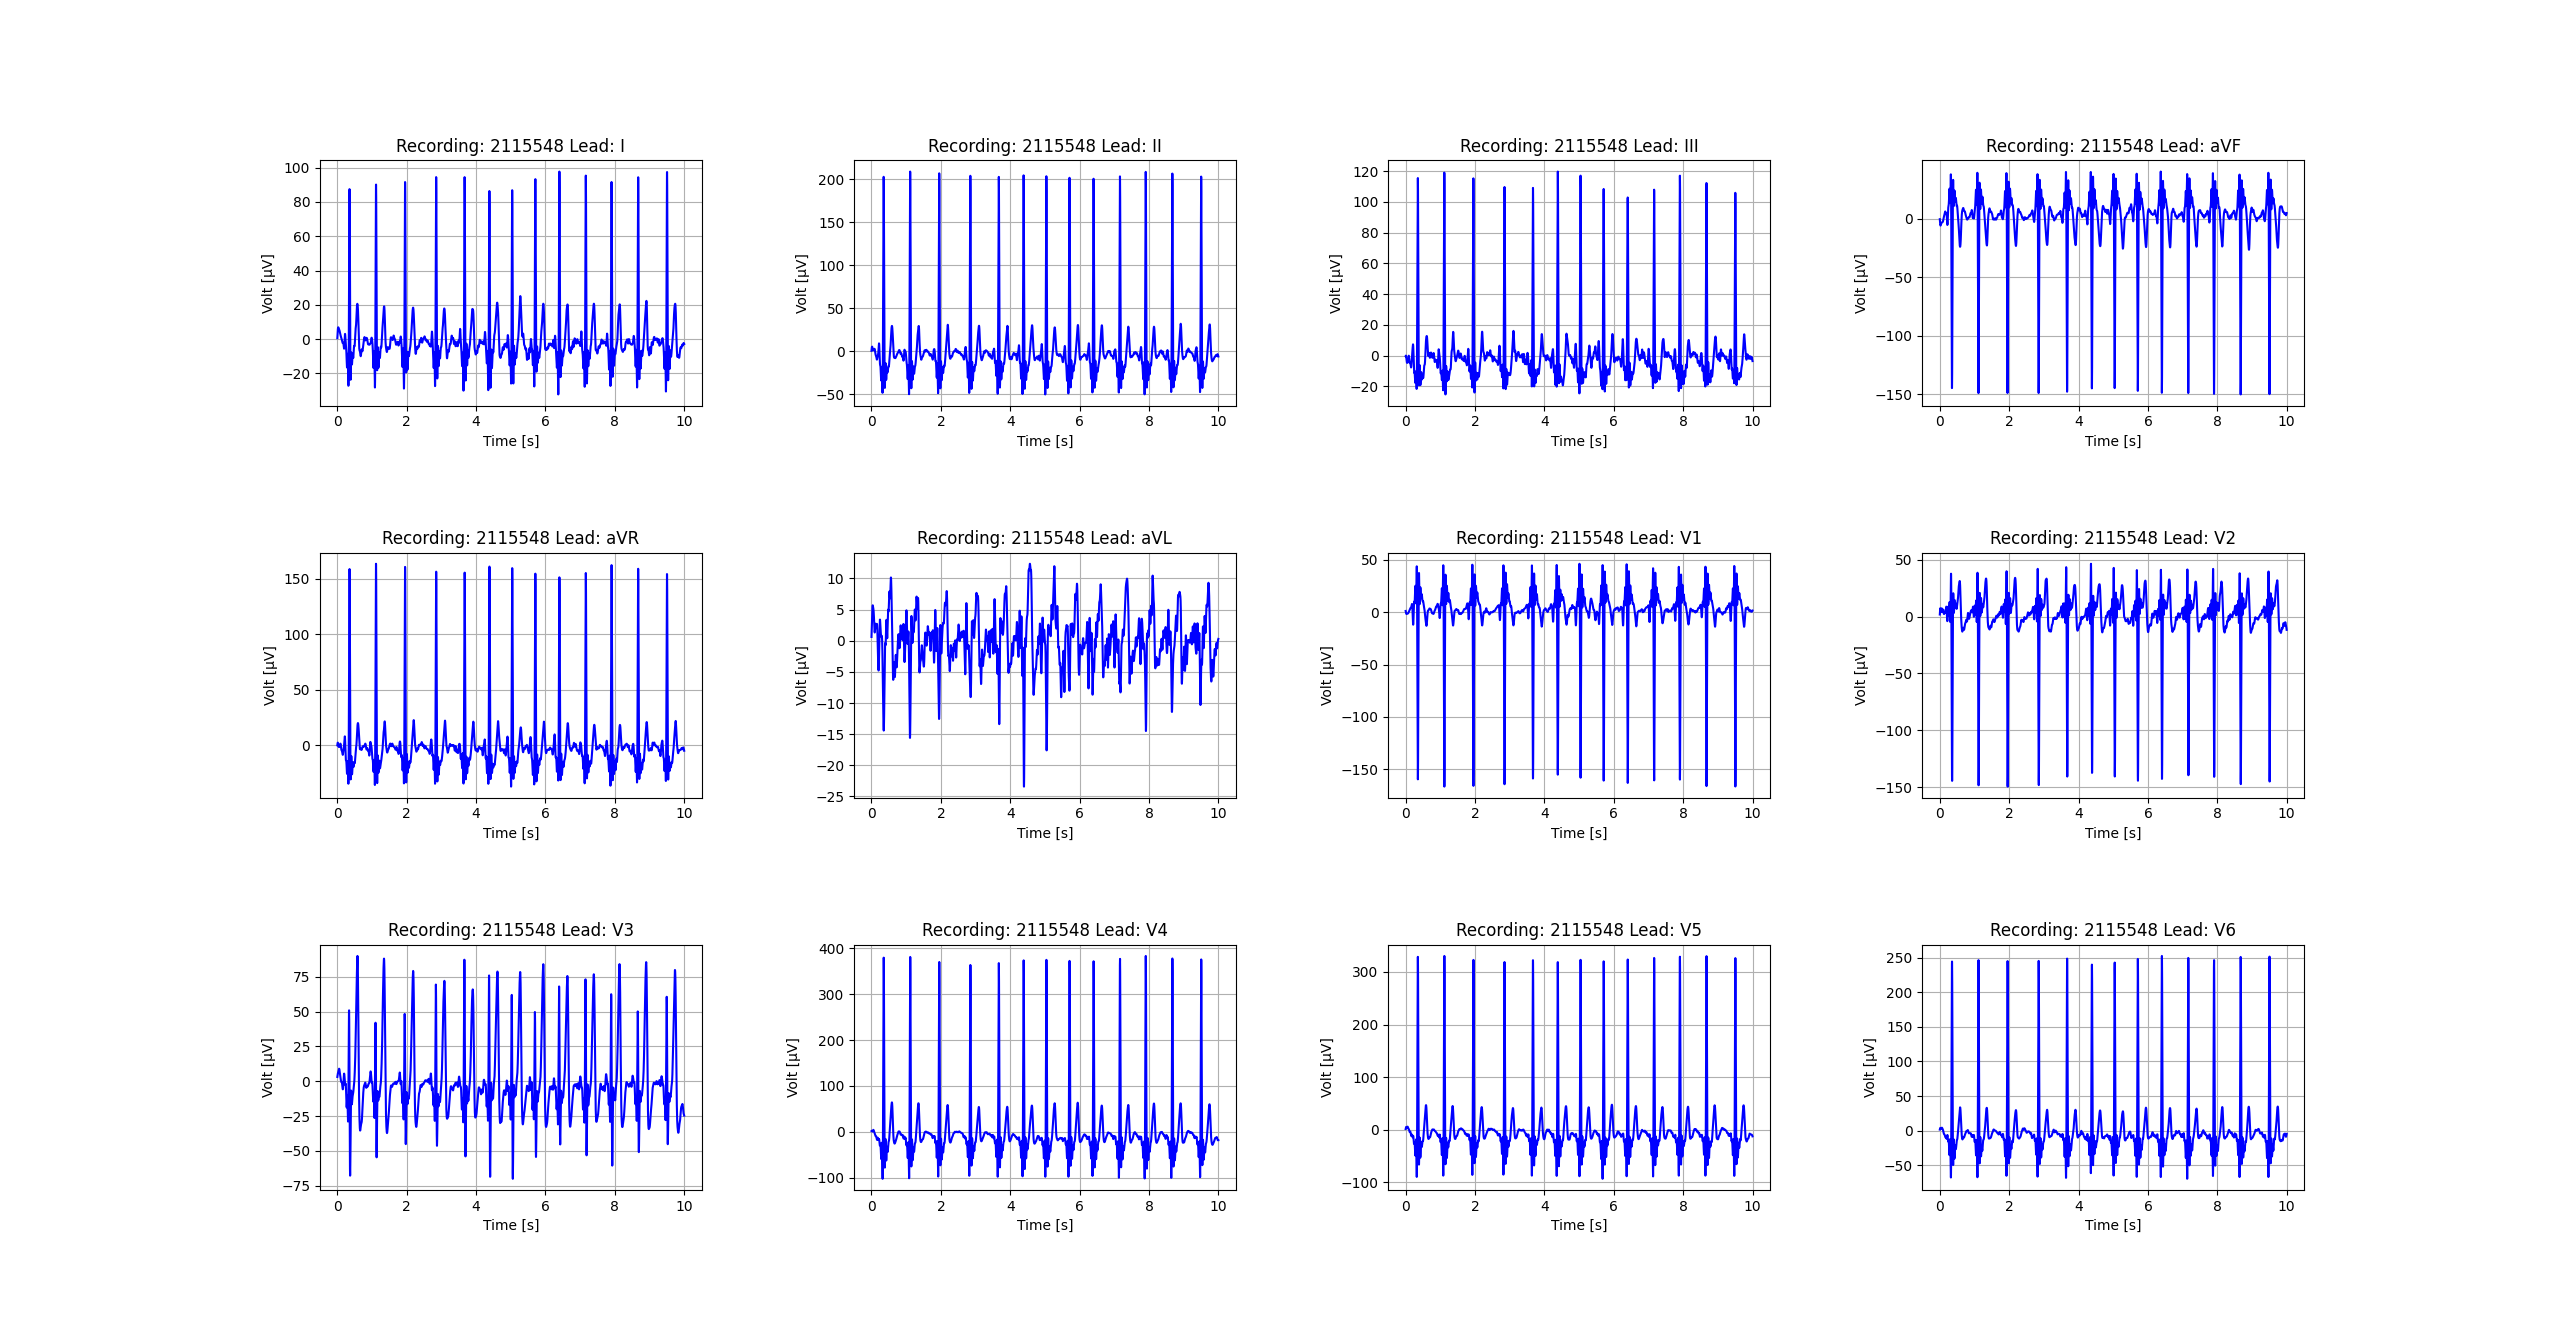 Recording: 2115548 Lead: I
100
80
60
40
20
0
−20
Volt [µV]
0 2 4 6 8 10
Time [s]
Recording: 2115548 Lead: II
200
150
100
50
0
−50
Volt [µV]
0 2 4 6 8 10
Time [s]
Recording: 2115548 Lead: III
120
100
80
60
40
20
0
−20
Volt [µV]
0 2 4 6 8 10
Time [s]
Recording: 2115548 Lead: aVF
0
−50
−100
−150
Volt [µV]
0 2 4 6 8 10
Time [s]
Recording: 2115548 Lead: aVR
150
100
50
0
Volt [µV]
0 2 4 6 8 10
Time [s]
Recording: 2115548 Lead: aVL
10
5
0
−5
−10
−15
−20
−25
Volt [µV]
0 2 4 6 8 10
Time [s]
Recording: 2115548 Lead: V1
50
0
−50
−100
−150
Volt [µV]
0 2 4 6 8 10
Time [s]
Recording: 2115548 Lead: V2
50
0
−50
−100
−150
Volt [µV]
0 2 4 6 8 10
Time [s]
Recording: 2115548 Lead: V3
75
50
25
0
−25
−50
−75
Volt [µV]
0 2 4 6 8 10
Time [s]
Recording: 2115548 Lead: V4
400
300
200
100
0
−100
Volt [µV]
0 2 4 6 8 10
Time [s]
Recording: 2115548 Lead: V5
300
200
100
0
−100
Volt [µV]
0 2 4 6 8 10
Time [s]
Recording: 2115548 Lead: V6
250
200
150
100
50
0
−50
Volt [µV]
0 2 4 6 8 10
Time [s]